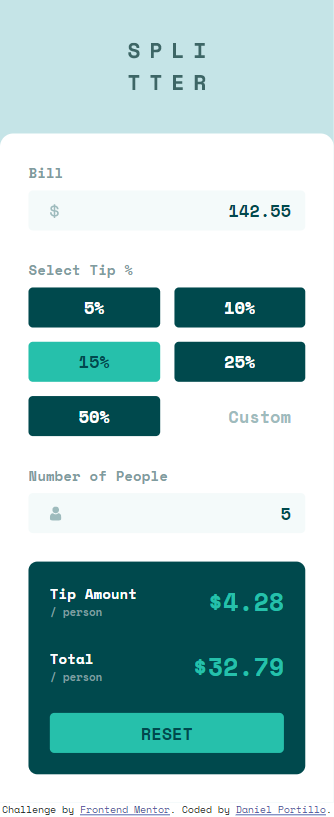 SPLI
TTER
Bill
$ 142.55
Select Tip %
5% 10%
15% 25%
50% Custom
Number of People
5
Tip Amount
/ person
$4.28
Total
/ person
$32.79
RESET
Challenge by Frontend Mentor. Coded by Daniel Portillo.